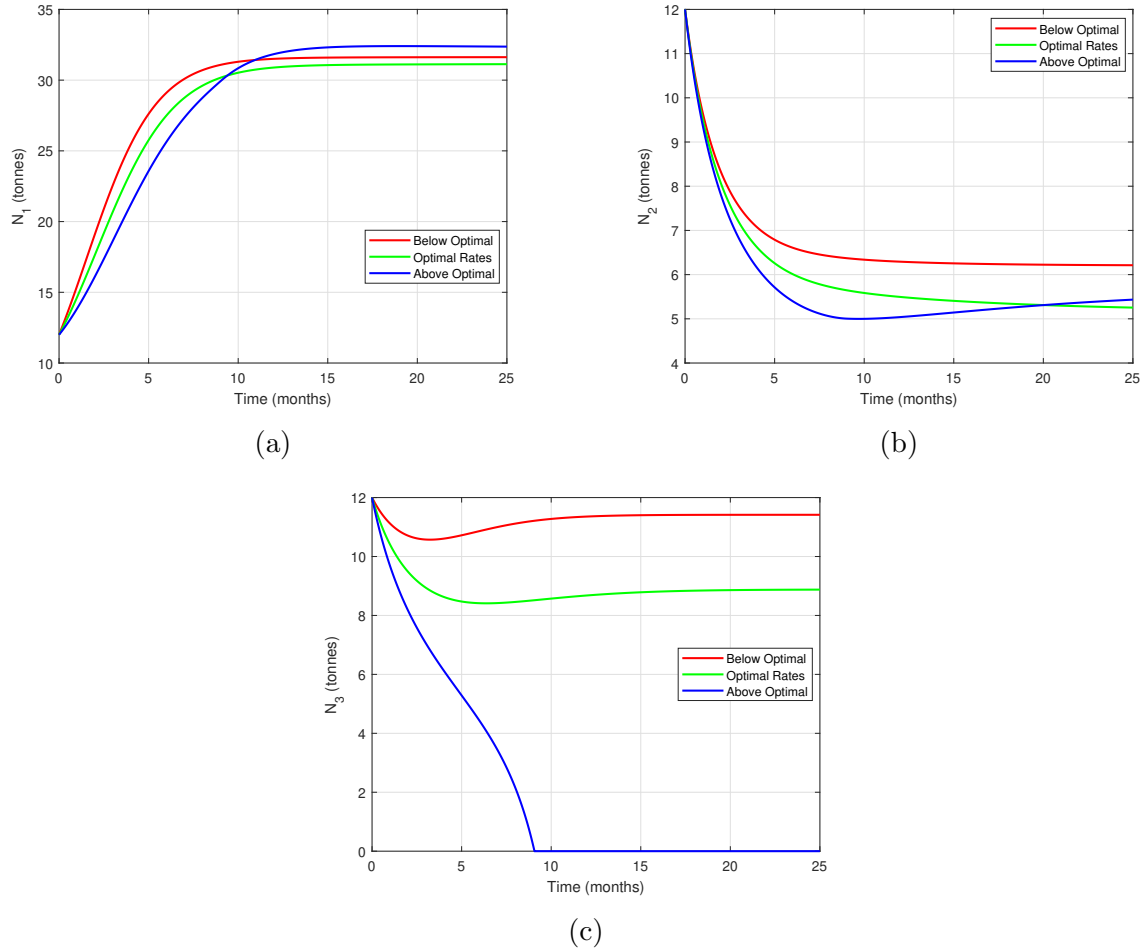 35
30
25
20
15
10
N1 (tonnes)
Below Optimal
Optimal Rates
Above Optimal
0 5 10 15 20 25
Time (months)
(a)
12
11
10
9
8
7
6
5
4
N2 (tonnes)
Below Optimal
Optimal Rates
Above Optimal
0 5 10 15 20 25
Time (months)
(b)
12
10
8
6
4
2
0
N3 (tonnes)
Below Optimal
Optimal Rates
Above Optimal
0 5 10 15 20 25
Time (months)
(c)